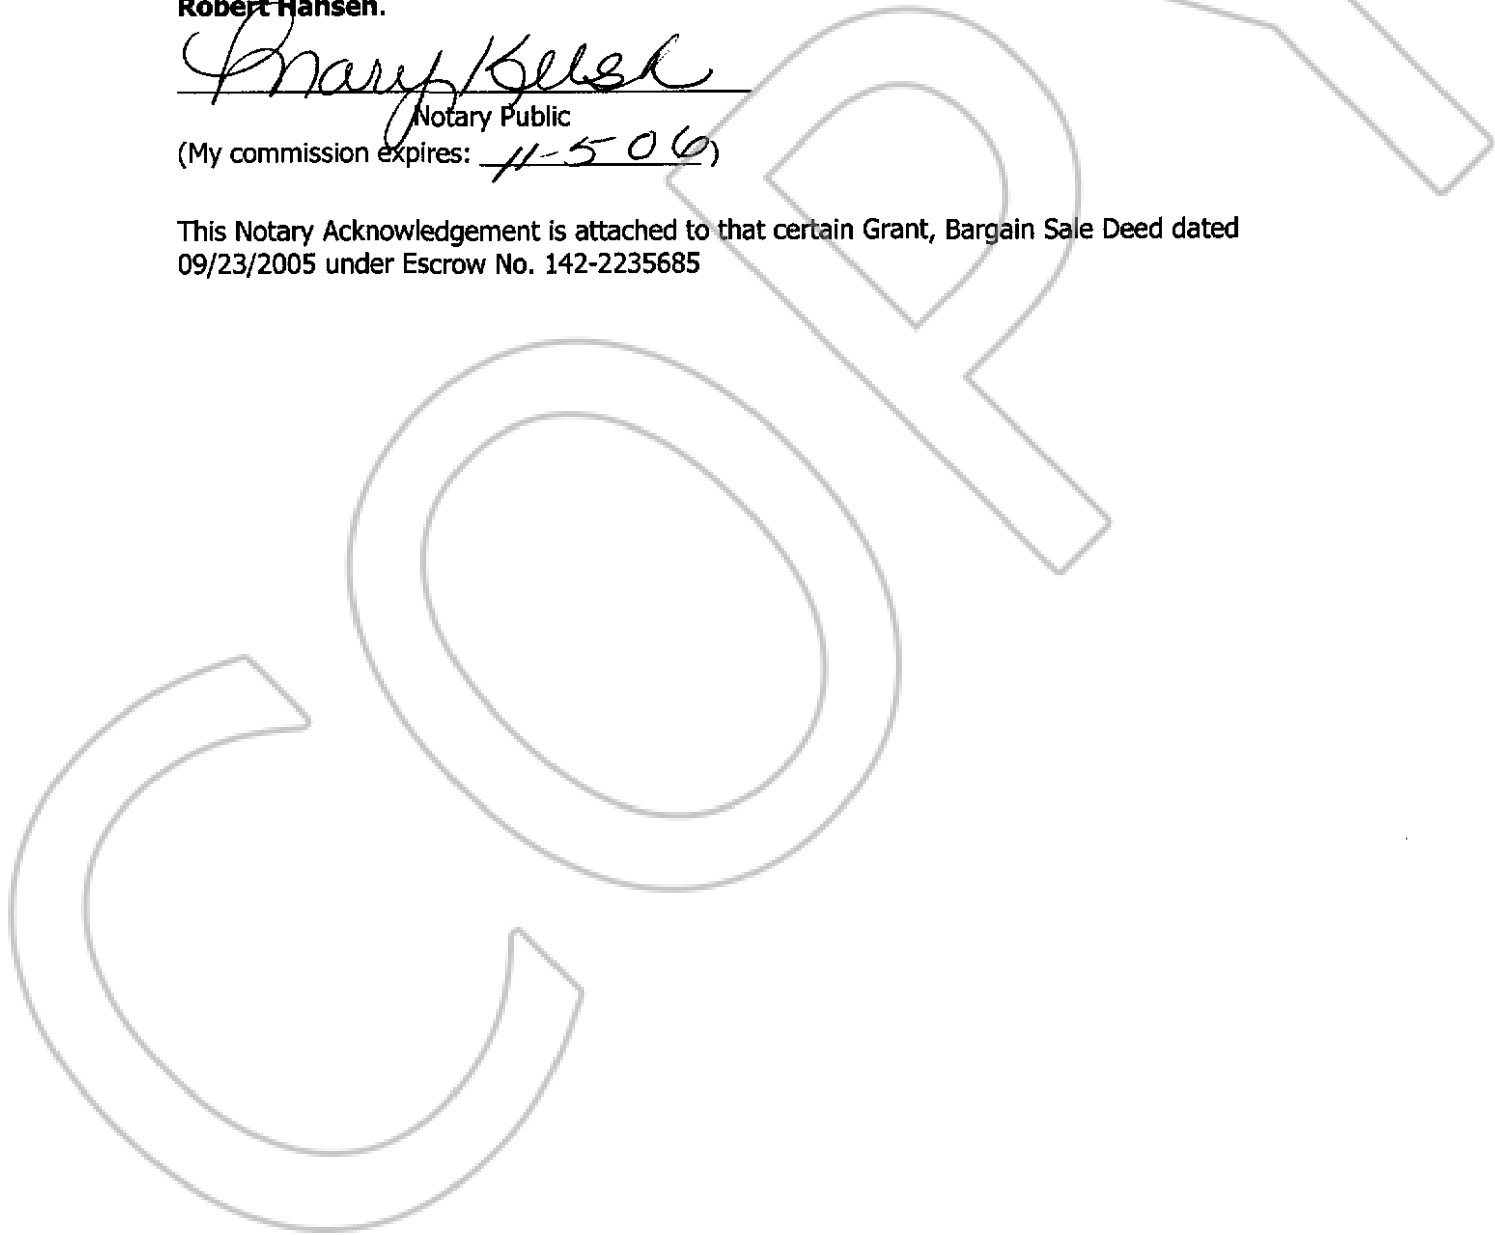 Robert Hansen.
Mary Kelsh
Notary Public
(My commission expires: 11-5 06)
This Notary Acknowledgement is attached to that certain Grant, Bargain Sale Deed dated
09/23/2005 under Escrow No. 142-2235685
COPY